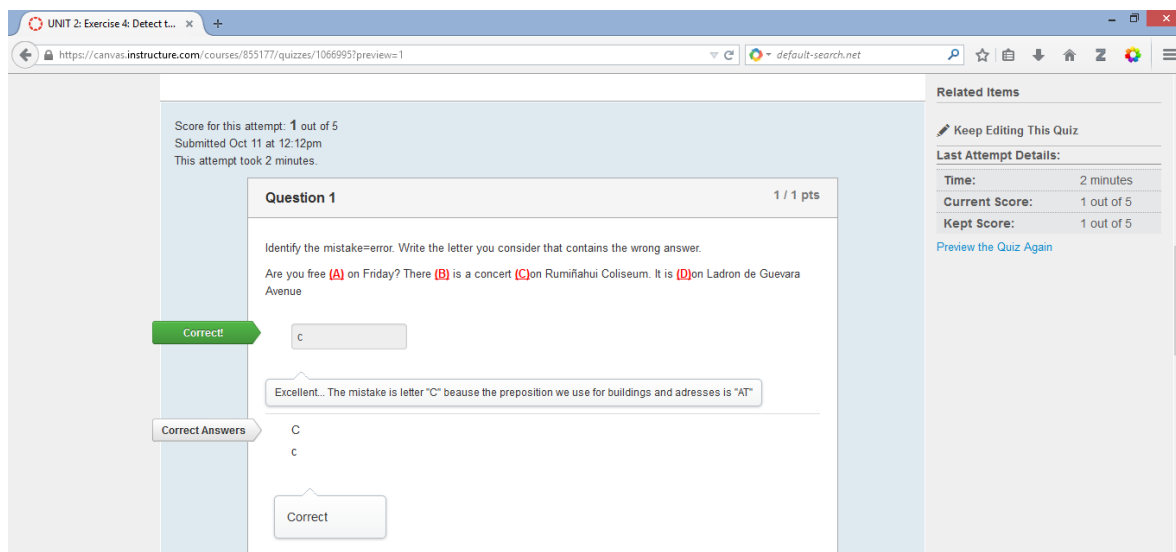 UNIT 2: Exercise 4: Detect t... × +
https://canvas.instructure.com/courses/855177/quizzes/1066995?preview=1 default-search.net
Related Items
Score for this attempt: 1 out of 5
Submitted Oct 11 at 12:12pm
This attempt took 2 minutes.
Keep Editing This Quiz
Last Attempt Details:
Time: 2 minutes
Current Score: 1 out of 5
Kept Score: 1 out of 5
Preview the Quiz Again
Question 1 1 / 1 pts
Identify the mistake=error. Write the letter you consider that contains the wrong answer.
Are you free (A) on Friday? There (B) is a concert (C)on Rumiñahui Coliseum. It is (D)on Ladron de Guevara
Avenue
Correct!
c
Excellent... The mistake is letter "C" beause the preposition we use for buildings and adresses is "AT"
Correct Answers
C
c
Correct